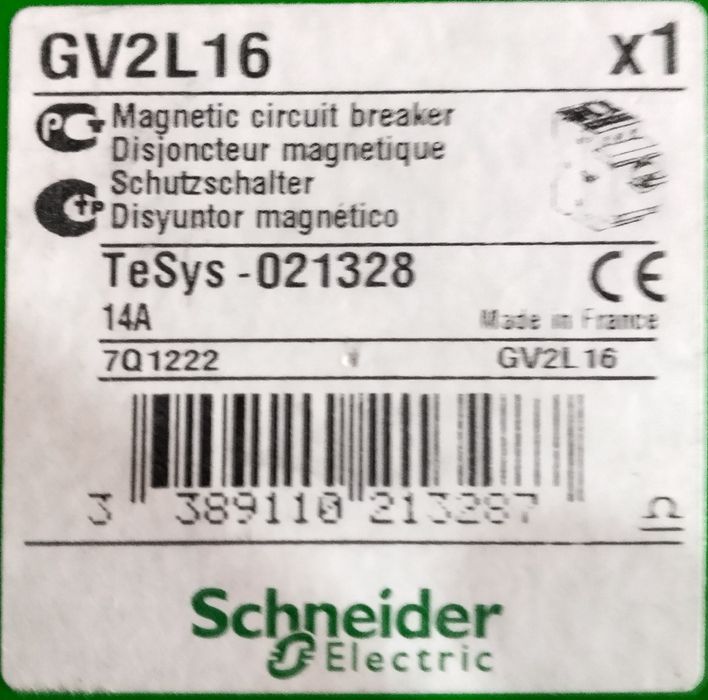 GV2L16 x1
Magnetic circuit breaker
Disjoncteur magnetique
Schutzschalter
Disyuntor magnético
TeSys - 021328 CE
14A Made in France
7Q1222 GV2L16
3 389110 213287
Schneider
Electric